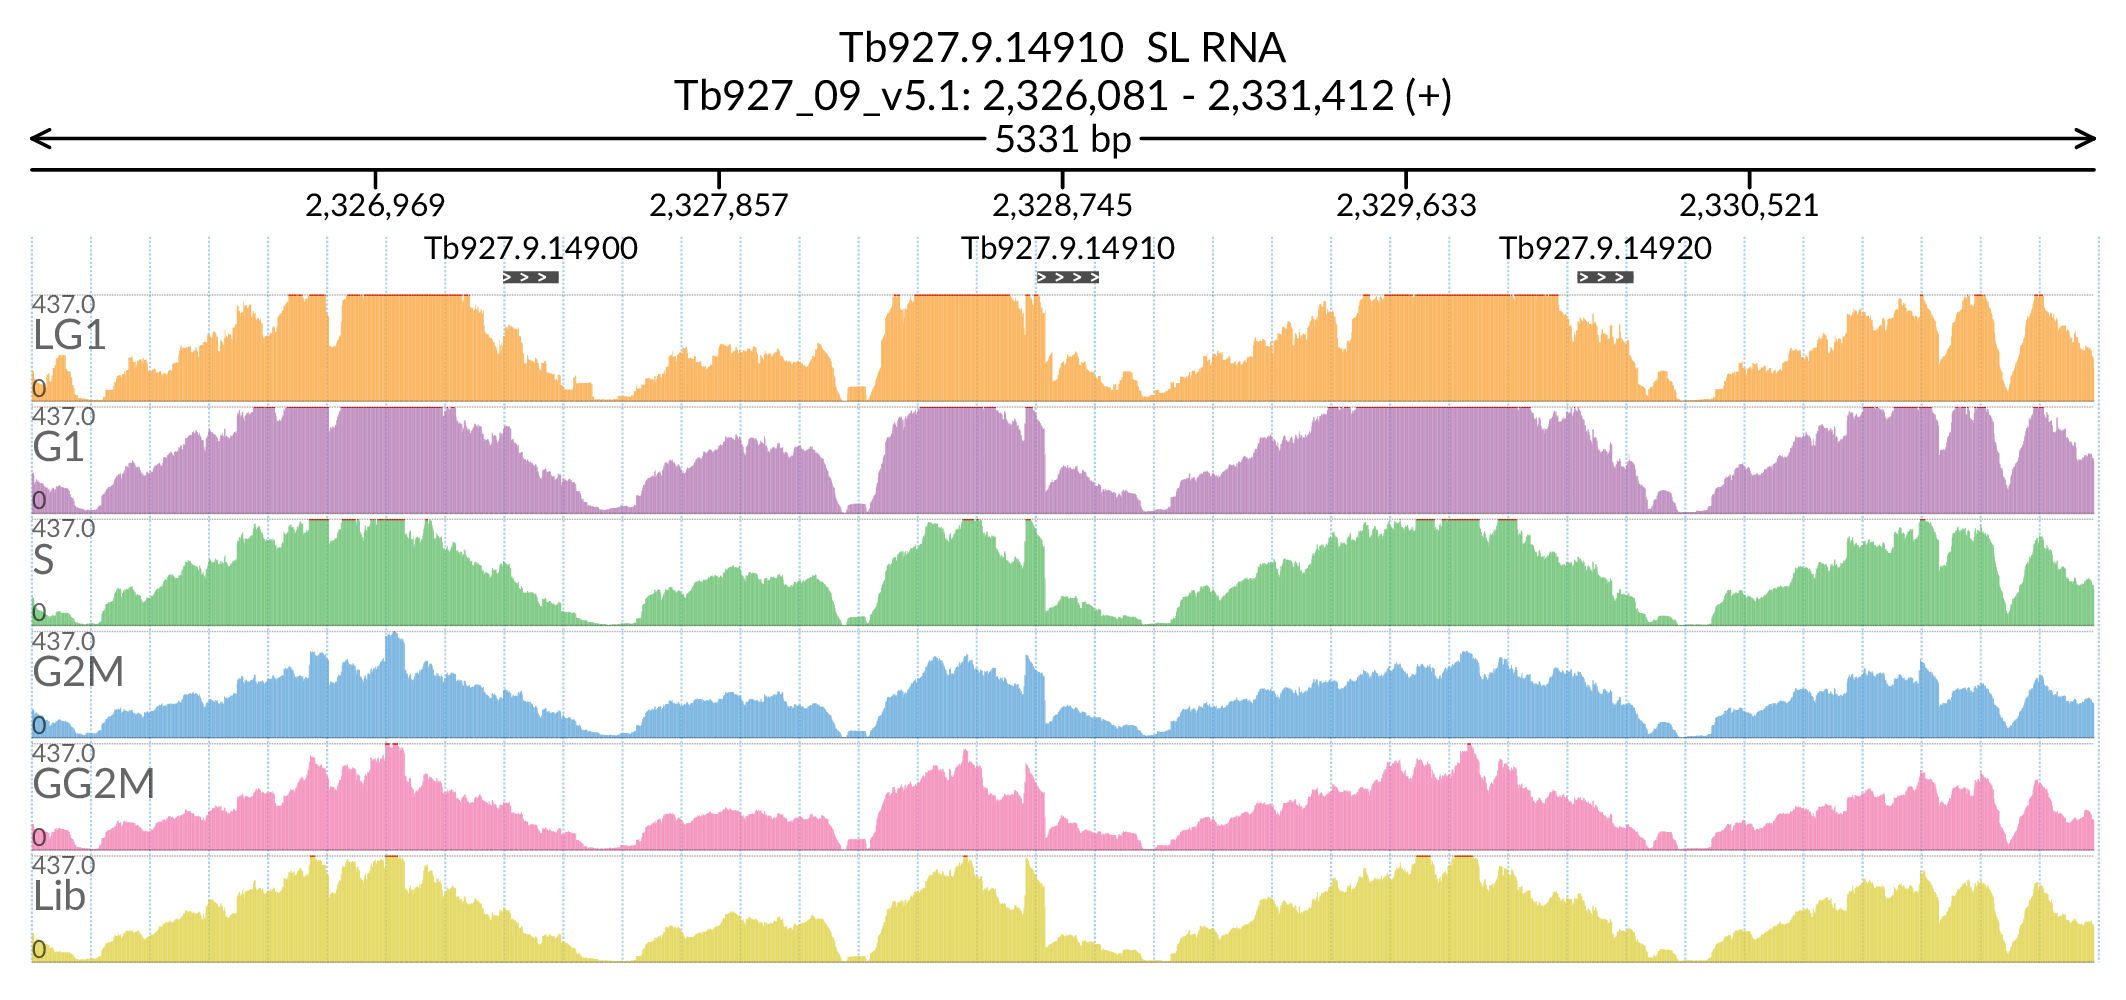 Tb927.9.14910 SL RNA
Tb927_09_v5.1: 2,326,081 - 2,331,412 (+)
5331 bp
2,326,969 2,327,857 2,328,745 2,329,633 2,330,521
Tb927.9.14900 Tb927.9.14910 Tb927.9.14920
437.0
LG1
0
437.0
G1
0
437.0
S
0
437.0
G2M
0
437.0
GG2M
0
437.0
Lib
0